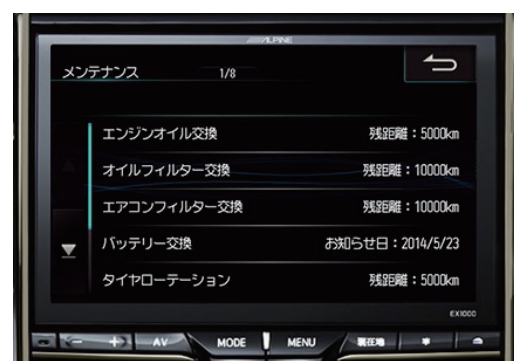 ALPINE
メンテナンス 1/8
エンジンオイル交換 残距離：5000km
オイルフィルター交換 残距離：10000km
エアコンフィルター交換 残距離：10000km
バッテリー交換 お知らせ日：2014/5/23
タイヤローテーション 残距離：5000km
EX1000
− + AV MODE MENU 現在地